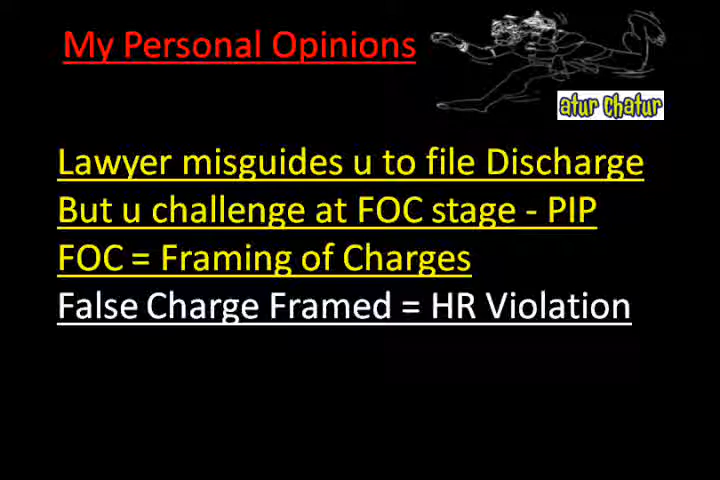 My Personal Opinions
atur chatur
Lawyer misguides u to file Discharge
But u challenge at FOC stage - PIP
FOC = Framing of Charges
False Charge Framed = HR Violation